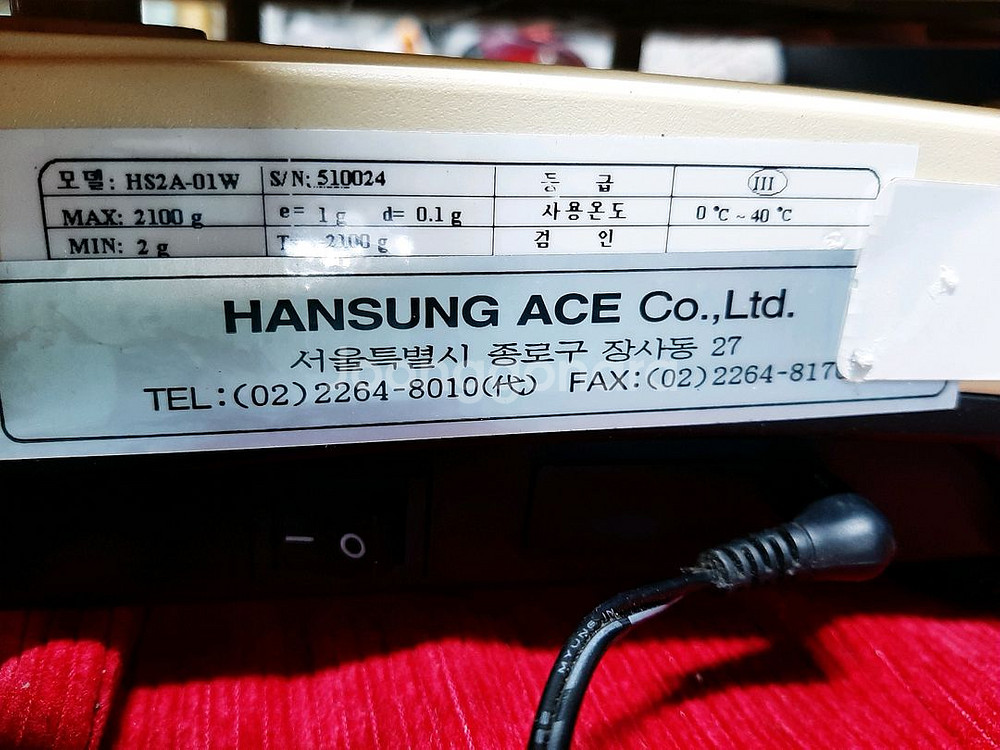 모델: HS2A-01W S/N: 510024 등 급 III
MAX: 2100 g e= 1 g d= 0.1 g 사용온도 0 ℃ ~ 40 ℃
MIN: 2 g 2100 g 검 인
HANSUNG ACE Co.,Ltd.
서울특별시 종로구 장사동 27
TEL:(02)2264-8010(代) FAX:(02)2264-817
MYUNG JN